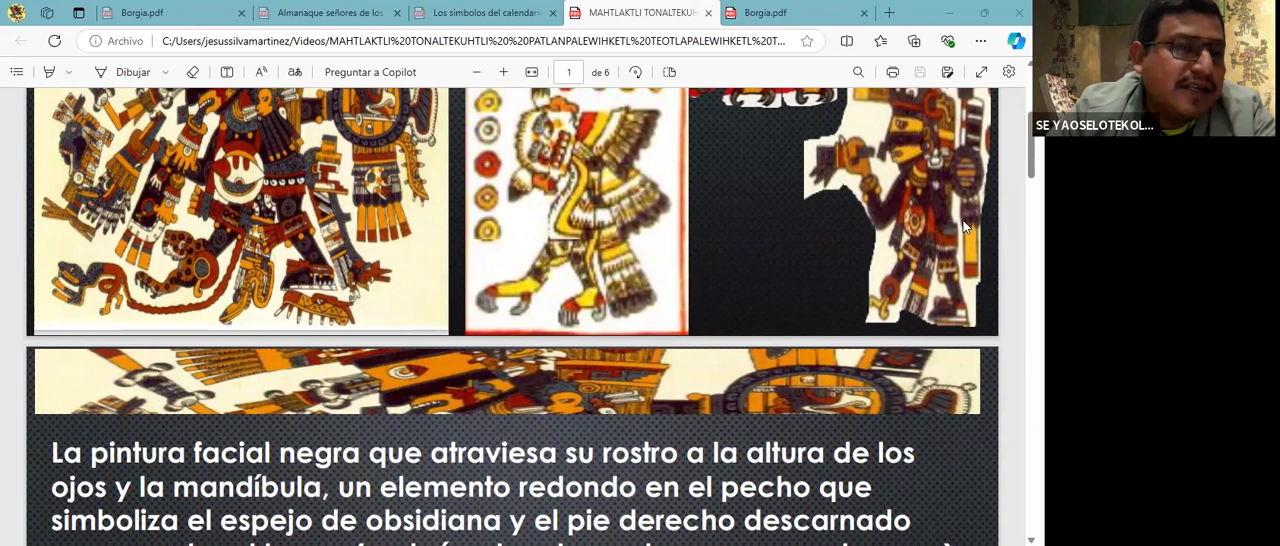 Borgia.pdf
Almanaque señores de los
Los simbolos del calendari
MAHTLAKTLI TONALTEKUH
Borgia.pdf
Archivo
C:/Users/jesussilvamartinez/Videos/MAHTLAKTLI%20TONALTEKUHTLI%20%20PATLANPALEWIHKETL%20TEOTLAPALEWIHKETL%20T...
Dibujar
Preguntar a Copilot
1
de 6
SE YAOSELOTEKOL...
La pintura facial negra que atraviesa su rostro a la altura de los
ojos y la mandíbula, un elemento redondo en el pecho que
simboliza el espejo de obsidiana y el pie derecho descarnado